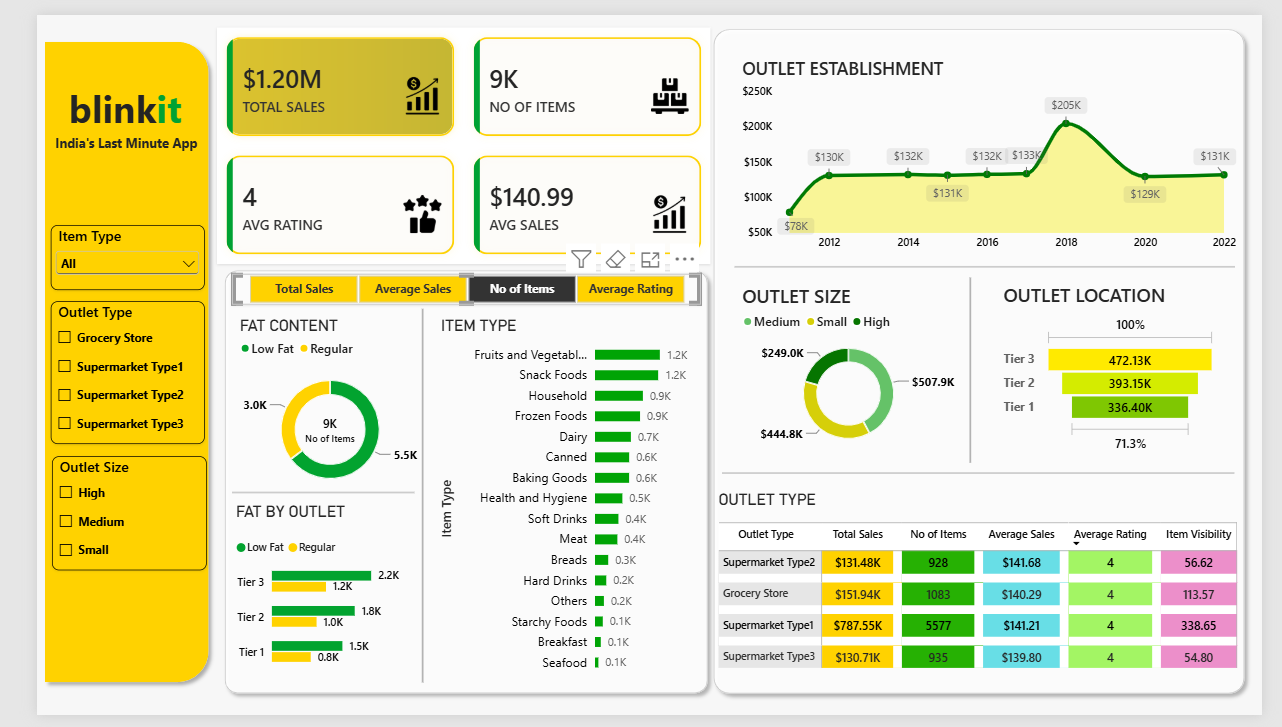 blinkit
India's Last Minute App
Item Type
All
Outlet Type
Grocery Store
Supermarket Type1
Supermarket Type2
Supermarket Type3
Outlet Size
High
Medium
Small
$1.20M
TOTAL SALES
9K
NO OF ITEMS
4
AVG RATING
$140.99
AVG SALES
Total Sales
Average Sales
No of Items
Average Rating
FAT CONTENT
Low Fat Regular
3.0K
9K
No of Items
5.5K
FAT BY OUTLET
Low Fat Regular
Tier 3 2.2K
1.2K
Tier 2 1.8K
1.0K
Tier 1 1.5K
0.8K
ITEM TYPE
Item Type
Fruits and Vegetabl... 1.2K
Snack Foods 1.2K
Household 0.9K
Frozen Foods 0.9K
Dairy 0.7K
Canned 0.6K
Baking Goods 0.6K
Health and Hygiene 0.5K
Soft Drinks 0.4K
Meat 0.4K
Breads 0.3K
Hard Drinks 0.2K
Others 0.2K
Starchy Foods 0.1K
Breakfast 0.1K
Seafood 0.1K
OUTLET ESTABLISHMENT
$250K
$200K
$150K
$100K
$50K
$78K
$130K
$132K
$131K
$132K
$133K
$205K
$129K
$131K
2012 2014 2016 2018 2020 2022
OUTLET SIZE
Medium Small High
$249.0K
$507.9K
$444.8K
OUTLET LOCATION
100%
Tier 3 472.13K
Tier 2 393.15K
Tier 1 336.40K
71.3%
OUTLET TYPE
Outlet Type Total Sales No of Items Average Sales Average Rating Item Visibility
Supermarket Type2 $131.48K 928 $141.68 4 56.62
Grocery Store $151.94K 1083 $140.29 4 113.57
Supermarket Type1 $787.55K 5577 $141.21 4 338.65
Supermarket Type3 $130.71K 935 $139.80 4 54.80